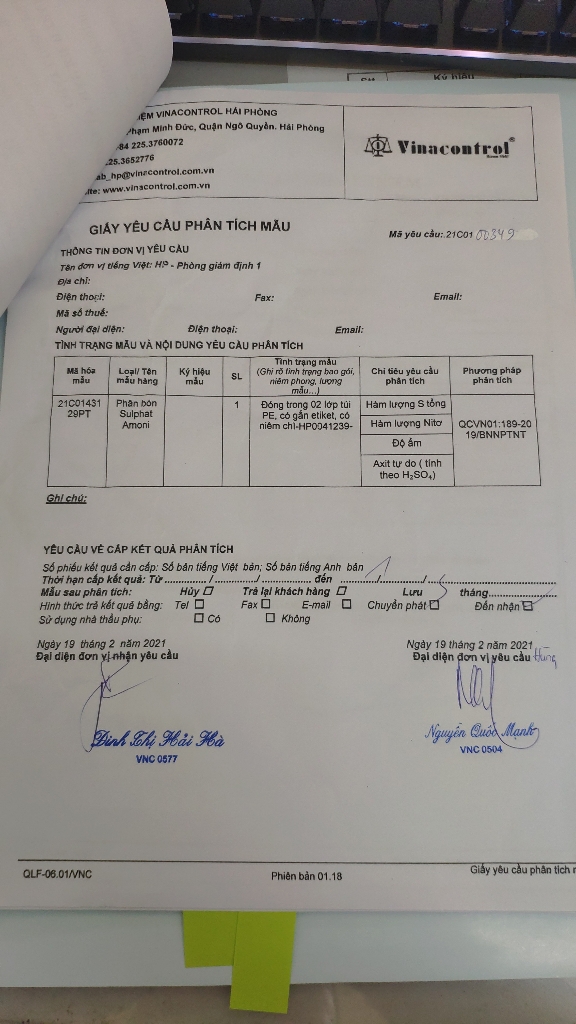 Ký hiệu
ỆM VINACONTROL HẢI PHÒNG
Phạm Minh Đức, Quận Ngô Quyền. Hải Phòng
84 225.3760072
25.3652776
ab_hp@vinacontrol.com.vn
ite: www.vinacontrol.com.vn
Vinacontrol®
Since 1957
GIẤY YÊU CẦU PHÂN TÍCH MẪU
Mã yêu cầu:.21C01 00349
THÔNG TIN ĐƠN VỊ YÊU CẦU
Tên đơn vị tiếng Việt: HP - Phòng giám định 1
Địa chỉ:
Điện thoại: Fax: Email:
Mã số thuế:
Người đại diện: Điện thoại: Email:
TÌNH TRẠNG MẪU VÀ NỘI DUNG YÊU CẦU PHÂN TÍCH
Mã hóa mẫu Loại/ Tên mẫu hàng Ký hiệu mẫu SL Tình trạng mẫu (Ghi rõ tình trạng bao gói, niêm phong, lượng mẫu...) Chỉ tiêu yêu cầu phân tích Phương pháp phân tích
21C01431 Phân bón 1 Đóng trong 02 lớp túi Hàm lượng S tổng
29PT Sulphat PE, có gắn etiket, có Hàm lượng Nitơ QCVN01:189-20
Amoni niêm chì-HP0041239- Độ ẩm 19/BNNPTNT
Axit tự do ( tính theo H₂SO₄)
Ghi chú:
YÊU CẦU VỀ CẤP KẾT QUẢ PHÂN TÍCH
Số phiếu kết quả cấp: Số bản tiếng Việt bản; Số bản tiếng Anh bản 1
Thời hạn cấp kết quả: Từ ............/............./.............. đến ............/............./..............
Mẫu sau phân tích: Hủy ☐ Trả lại khách hàng ☐ Lưu 3 tháng..............
Hình thức trả kết quả bằng: Tel ☐ Fax ☐ E-mail ☐ Chuyển phát ☐ Đến nhận ☑
Sử dụng nhà thầu phụ: ☐ Có ☐ Không
Ngày 19 tháng 2 năm 2021 Ngày 19 tháng 2 năm 2021
Đại diện đơn vị nhận yêu cầu Đại diện đơn vị yêu cầu Hùng
Đinh Thị Hải Hà Nguyễn Quốc Mạnh
VNC 0577 VNC 0504
QLF-06.01/VNC Phiên bản 01.18 Giấy yêu cầu phân tích